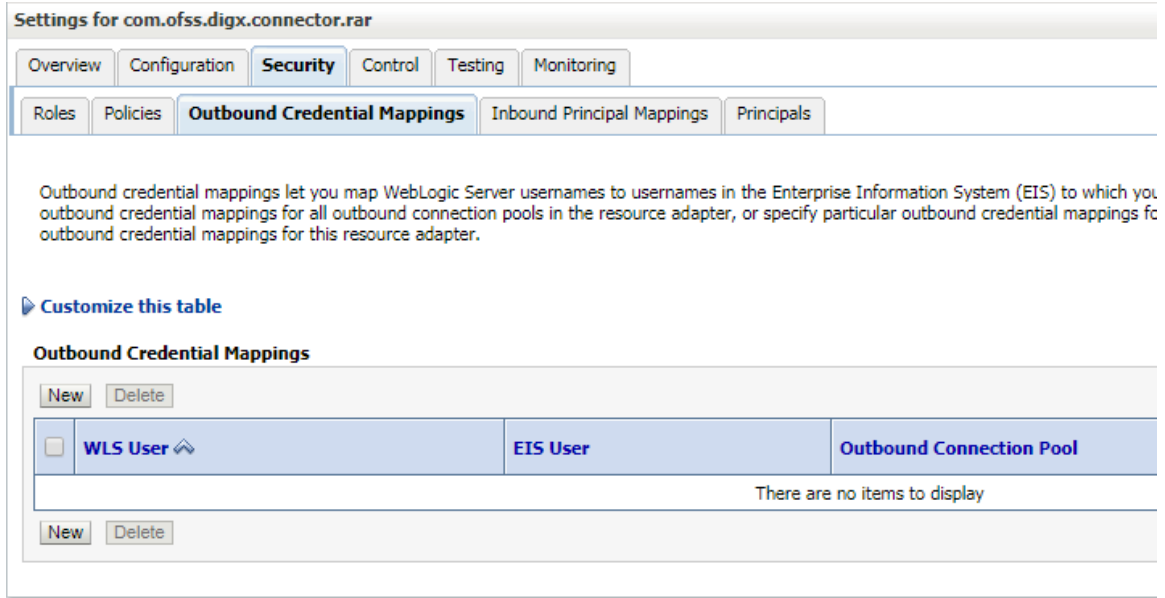 Settings for com.ofss.digx.connector.rar
Overview Configuration Security Control Testing Monitoring
Roles Policies Outbound Credential Mappings Inbound Principal Mappings Principals
Outbound credential mappings let you map WebLogic Server usernames to usernames in the Enterprise Information System (EIS) to which you
outbound credential mappings for all outbound connection pools in the resource adapter, or specify particular outbound credential mappings fo
outbound credential mappings for this resource adapter.
Customize this table
Outbound Credential Mappings
New Delete
WLS User EIS User Outbound Connection Pool
There are no items to display
New Delete